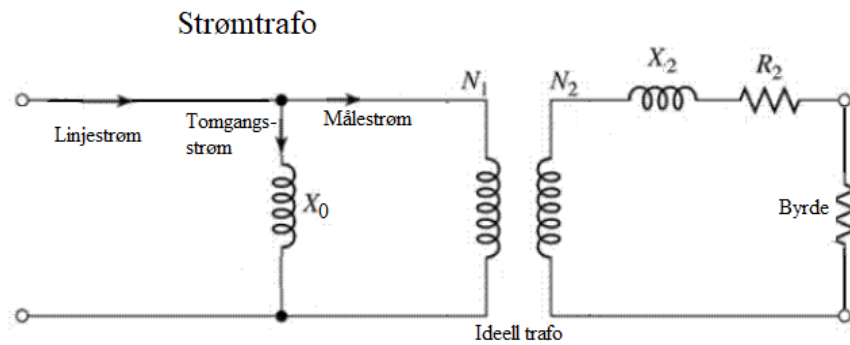 Strømtrafo
N₁
N₂
X₂
R₂
Linjestrøm
Tomgangs-
strøm
Målestrøm
X₀
Byrde
Ideell trafo